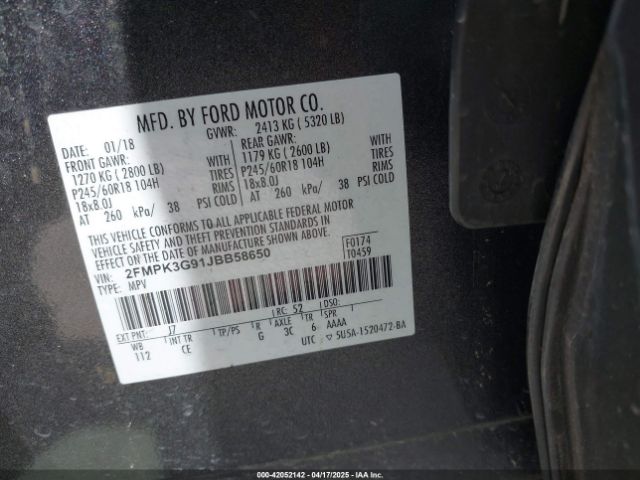 MFD. BY FORD MOTOR CO.
DATE: 01/18 GVWR: 2413 KG ( 5320 LB)
FRONT GAWR: WITH REAR GAWR: WITH
1270 KG ( 2800 LB) TIRES 1179 KG ( 2600 LB) TIRES
P245/60R18 104H RIMS P245/60R18 104H RIMS
18x8.0J PSI COLD 18x8.0J PSI COLD
AT 260 kPa/ 38 AT 260 kPa/ 38
THIS VEHICLE CONFORMS TO ALL APPLICABLE FEDERAL MOTOR
VEHICLE SAFETY AND THEFT PREVENTION STANDARDS IN
EFFECT ON THE DATE OF MANUFACTURE SHOWN ABOVE.
VIN: 2FMPK3G91JBB58650 F0174
TYPE: MPV T0459
EXT PNT: J7 RC: 52 DSO:
WB INT TR TP/PS R AXLE TR SPR
112 CE G 3C 6 AAAA
UTC ▽ 5U5A-1520472-BA
000-42052142 - 04/17/2025 - IAAI.COM